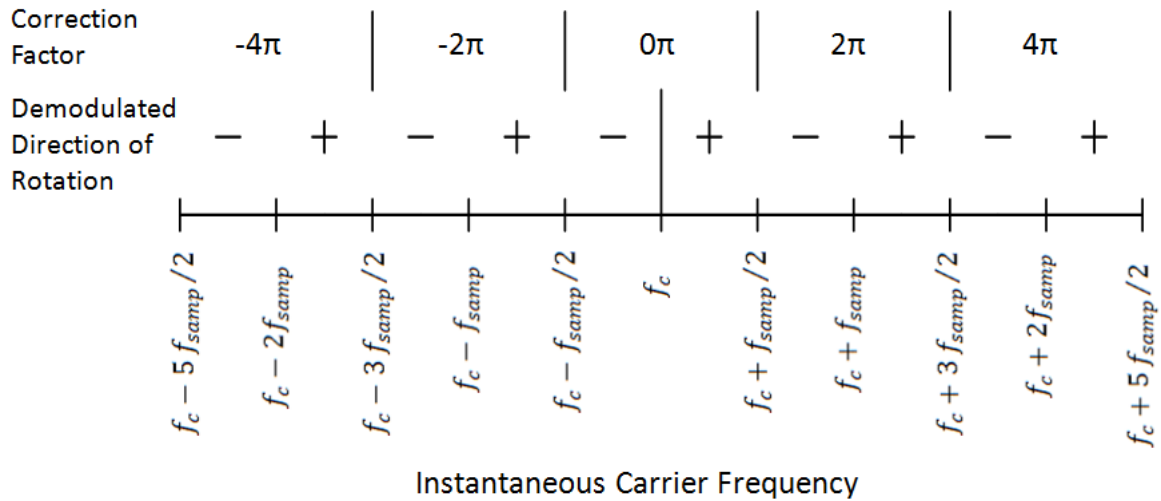 Correction
Factor
-4π -2π 0π 2π 4π
Demodulated
Direction of
Rotation
− + − + − + − + − +
f_c − 5 f_samp/2
f_c − 2f_samp
f_c − 3 f_samp/2
f_c − f_samp
f_c − f_samp/2
f_c
f_c + f_samp/2
f_c + f_samp
f_c + 3 f_samp/2
f_c + 2f_samp
f_c + 5 f_samp/2
Instantaneous Carrier Frequency